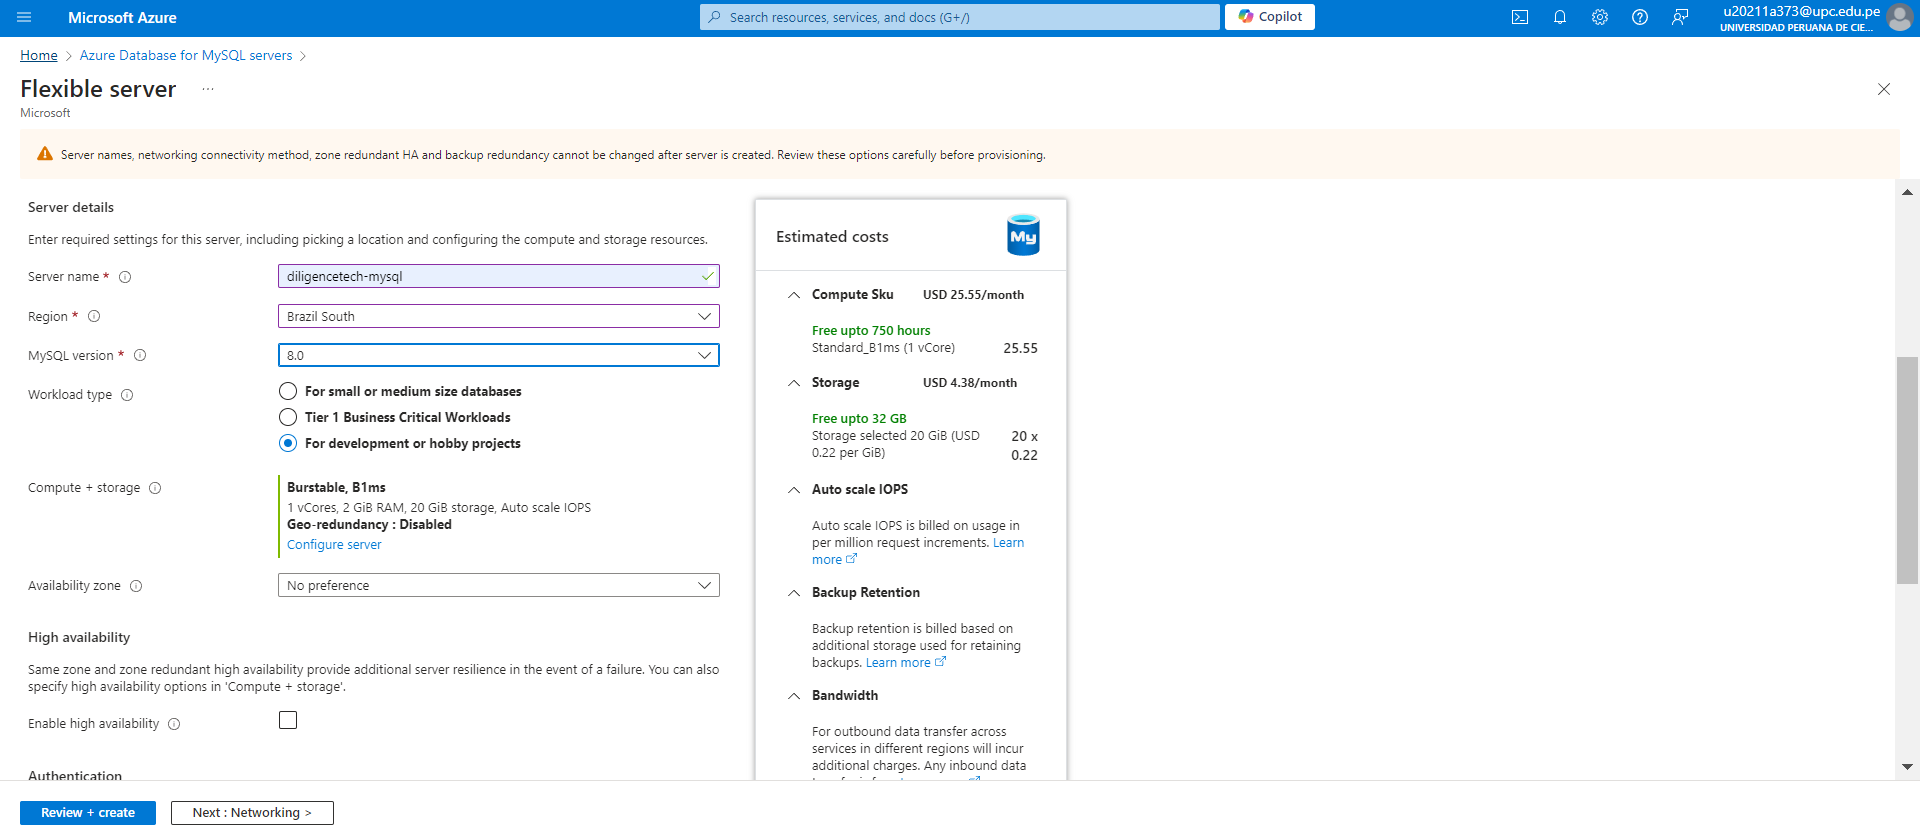 Microsoft Azure
Search resources, services, and docs (G+/)
Copilot
u20211a373@upc.edu.pe
UNIVERSIDAD PERUANA DE CIE...
Home > Azure Database for MySQL servers >
Flexible server ...
Microsoft
Server names, networking connectivity method, zone redundant HA and backup redundancy cannot be changed after server is created. Review these options carefully before provisioning.
Server details
Enter required settings for this server, including picking a location and configuring the compute and storage resources.
Server name *
diligencetech-mysql
Region *
Brazil South
MySQL version *
8.0
Workload type
For small or medium size databases
Tier 1 Business Critical Workloads
For development or hobby projects
Compute + storage
Burstable, B1ms
1 vCores, 2 GiB RAM, 20 GiB storage, Auto scale IOPS
Geo-redundancy : Disabled
Configure server
Availability zone
No preference
High availability
Same zone and zone redundant high availability provide additional server resilience in the event of a failure. You can also
specify high availability options in 'Compute + storage'.
Enable high availability
Authentication
Estimated costs
My
Compute Sku USD 25.55/month
Free upto 750 hours
Standard_B1ms (1 vCore) 25.55
Storage USD 4.38/month
Free upto 32 GB
Storage selected 20 GiB (USD 20 x
0.22 per GiB) 0.22
Auto scale IOPS
Auto scale IOPS is billed on usage in
per million request increments. Learn
more
Backup Retention
Backup retention is billed based on
additional storage used for retaining
backups. Learn more
Bandwidth
For outbound data transfer across
services in different regions will incur
additional charges. Any inbound data
Review + create
Next : Networking >